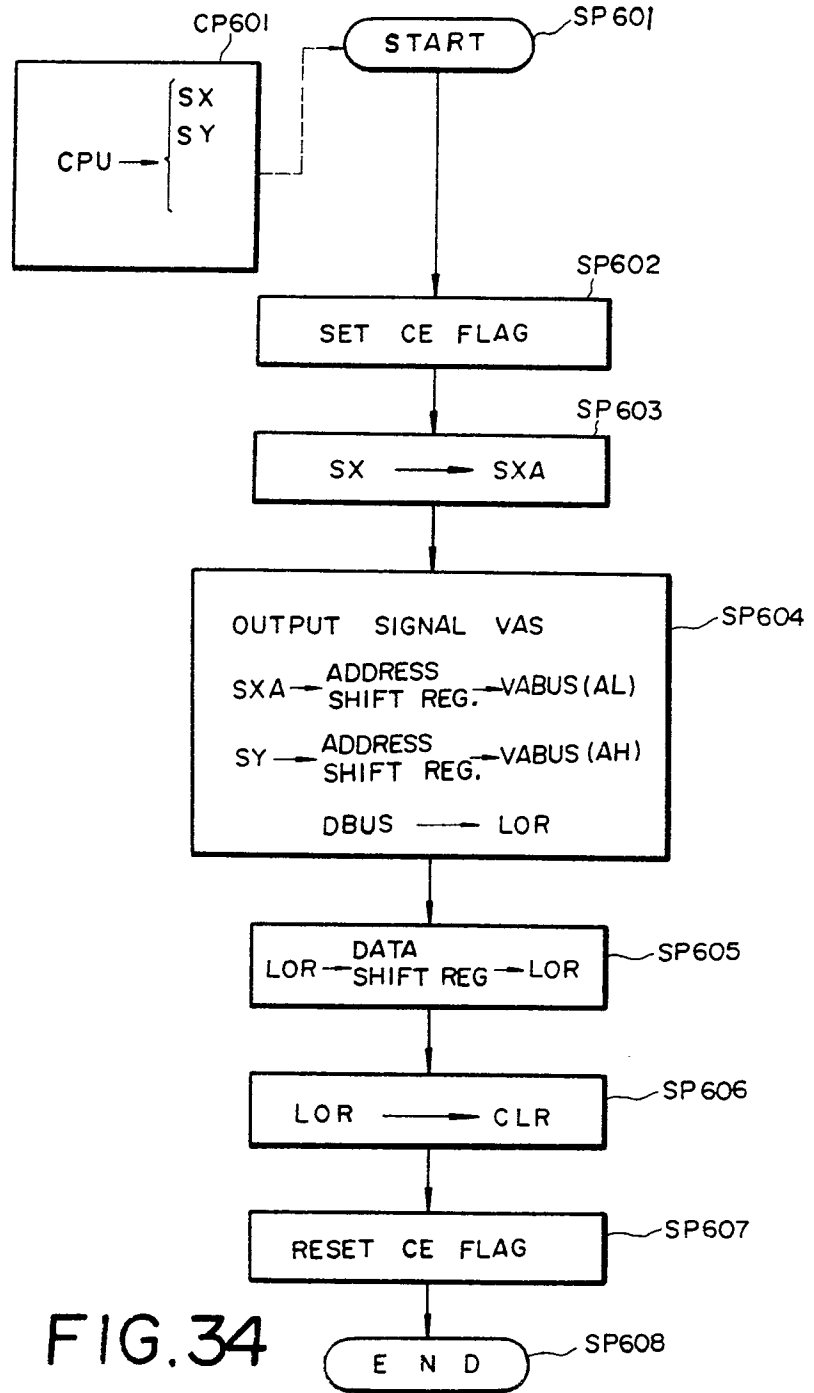 CP601
START
SP601
SX
SY
CPU →
SP602
SET CE FLAG
SP603
SX → SXA
SP604
OUTPUT SIGNAL VAS
SXA → ADDRESS SHIFT REG. → VABUS(AL)
SY → ADDRESS SHIFT REG. → VABUS(AH)
DBUS → LOR
SP605
LOR → DATA SHIFT REG → LOR
SP606
LOR → CLR
SP607
RESET CE FLAG
SP608
END
FIG.34